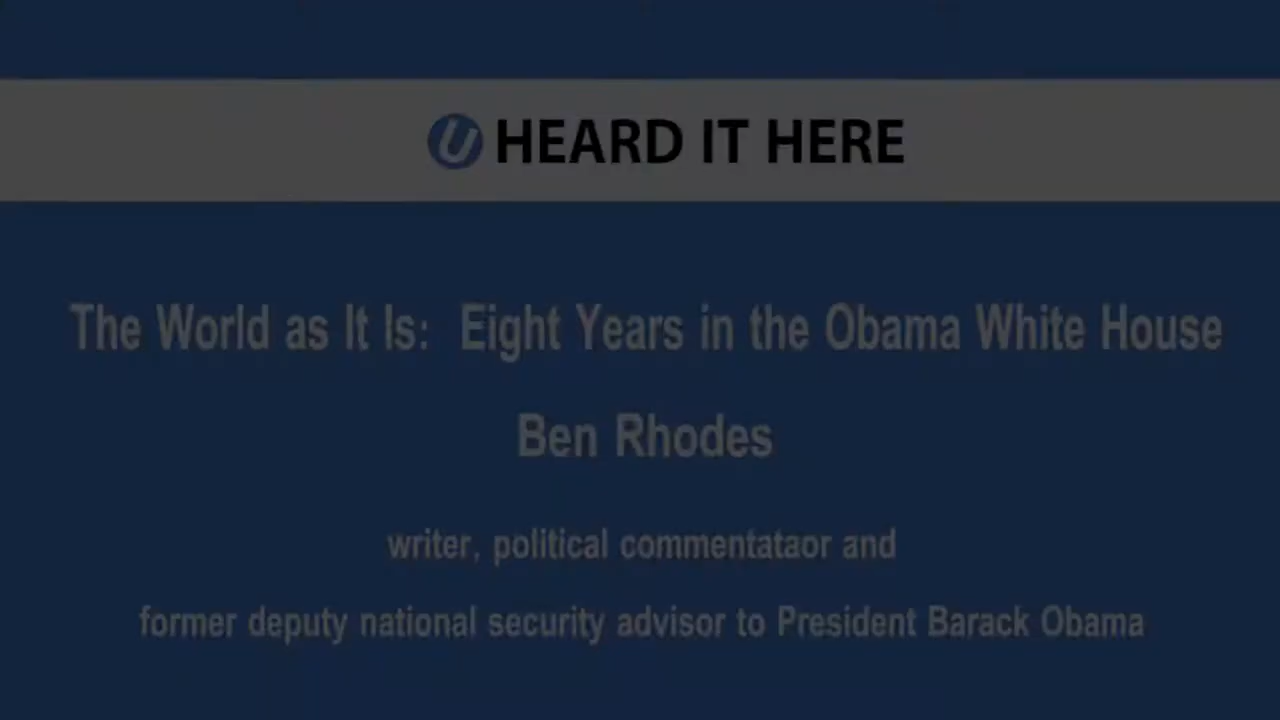 U HEARD IT HERE
The World as It Is: Eight Years in the Obama White House
Ben Rhodes
writer, political commentataor and
former deputy national security advisor to President Barack Obama